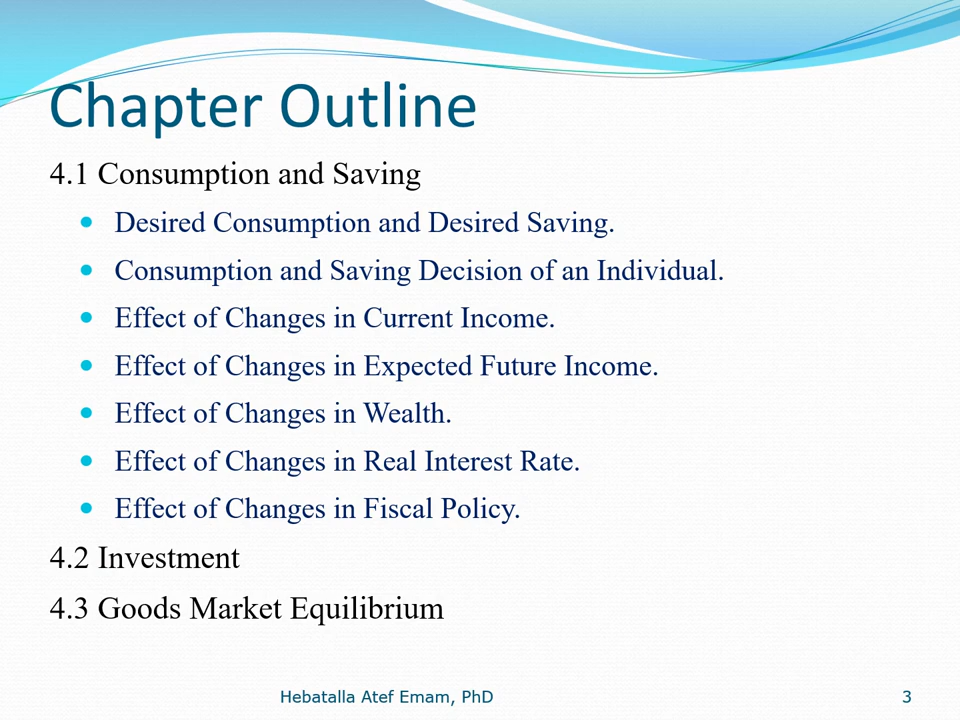 Chapter Outline
4.1 Consumption and Saving
• Desired Consumption and Desired Saving.
• Consumption and Saving Decision of an Individual.
• Effect of Changes in Current Income.
• Effect of Changes in Expected Future Income.
• Effect of Changes in Wealth.
• Effect of Changes in Real Interest Rate.
• Effect of Changes in Fiscal Policy.
4.2 Investment
4.3 Goods Market Equilibrium
Hebatalla Atef Emam, PhD
3